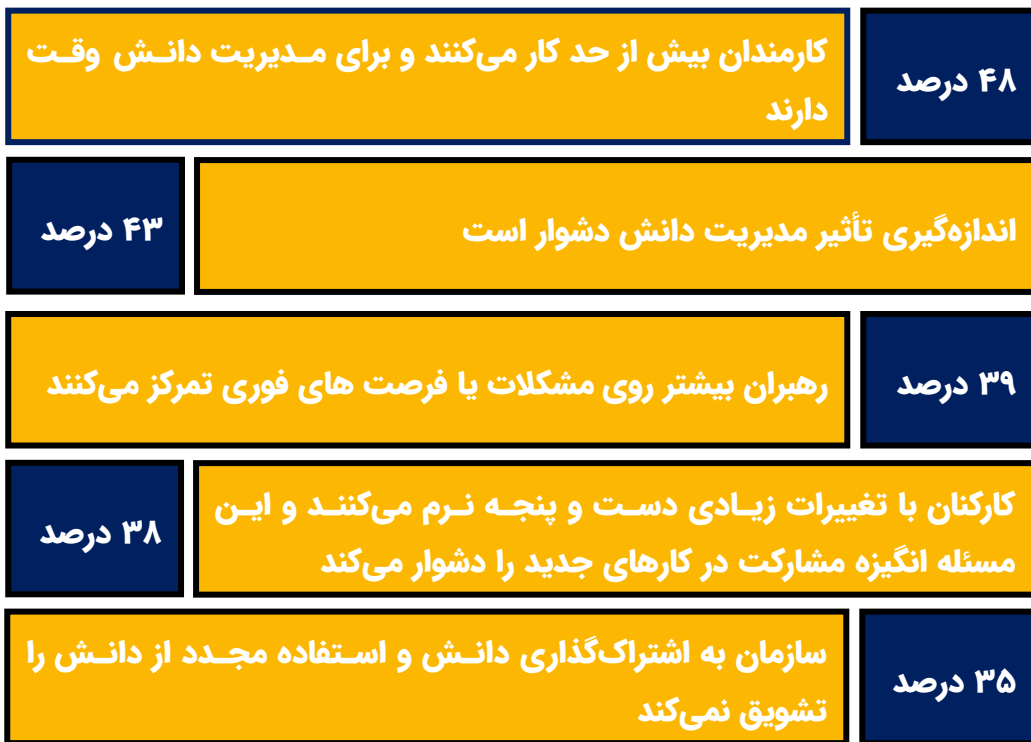 ۴۸ درصد
کارمندان بیش از حد کار می‌کنند و برای مـدیریت دانـش وقـت
دارند
اندازه‌گیری تأثیر مدیریت دانش دشوار است
۴۳ درصد
۳۹ درصد
رهبران بیشتر روی مشکلات یا فرصت های فوری تمرکز می‌کنند
کارکنان با تغییرات زیـادی دسـت و پنجـه نـرم می‌کننـد و ایـن
مسئله انگیزه مشارکت در کارهای جدید را دشوار می‌کند
۳۸ درصد
۳۵ درصد
سازمان به اشتراک‌گذاری دانـش و اسـتفاده مجـدد از دانـش را
تشویق نمی‌کند